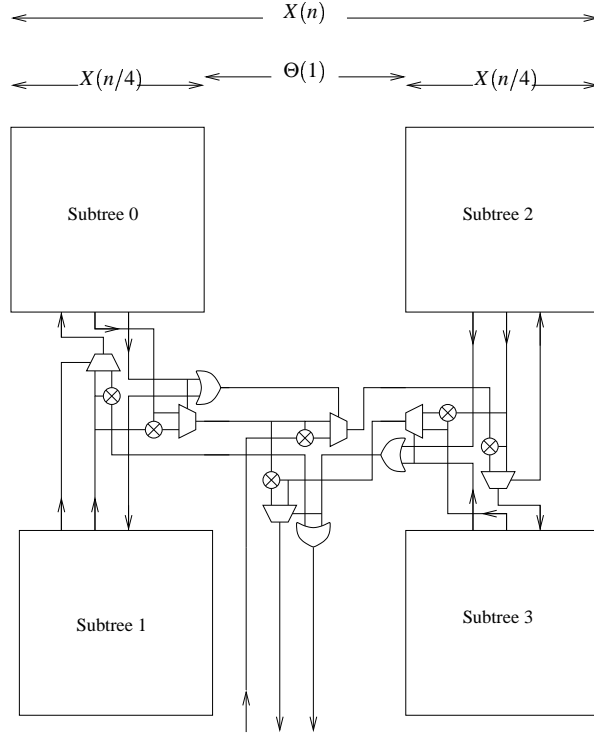 X(n)
X(n/4) Θ(1) X(n/4)
Subtree 0 Subtree 2
Subtree 1 Subtree 3